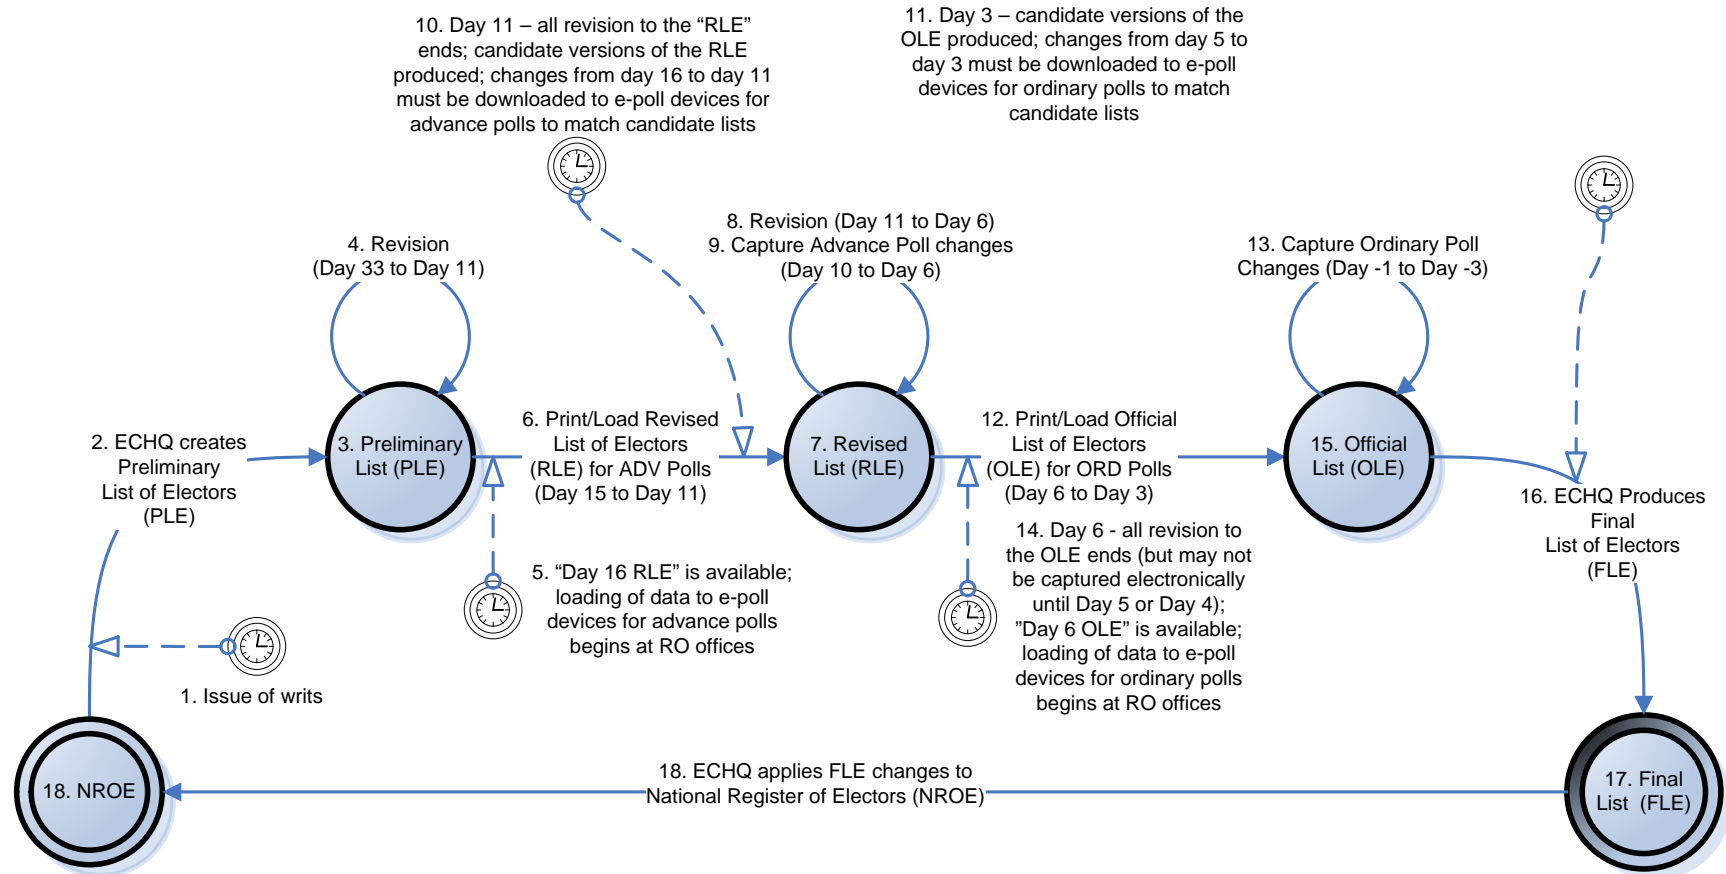 10. Day 11 – all revision to the “RLE”
ends; candidate versions of the RLE
produced; changes from day 16 to day 11
must be downloaded to e-poll devices for
advance polls to match candidate lists
11. Day 3 – candidate versions of the
OLE produced; changes from day 5 to
day 3 must be downloaded to e-poll
devices for ordinary polls to match
candidate lists
4. Revision
(Day 33 to Day 11)
8. Revision (Day 11 to Day 6)
9. Capture Advance Poll changes
(Day 10 to Day 6)
13. Capture Ordinary Poll
Changes (Day -1 to Day -3)
2. ECHQ creates
Preliminary
List of Electors
(PLE)
3. Preliminary
List (PLE)
6. Print/Load Revised
List of Electors
(RLE) for ADV Polls
(Day 15 to Day 11)
7. Revised
List (RLE)
12. Print/Load Official
List of Electors
(OLE) for ORD Polls
(Day 6 to Day 3)
15. Official
List (OLE)
16. ECHQ Produces
Final
List of Electors
(FLE)
5. “Day 16 RLE” is available;
loading of data to e-poll
devices for advance polls
begins at RO offices
14. Day 6 - all revision to
the OLE ends (but may not
be captured electronically
until Day 5 or Day 4);
”Day 6 OLE” is available;
loading of data to e-poll
devices for ordinary polls
begins at RO offices
1. Issue of writs
18. NROE
18. ECHQ applies FLE changes to
National Register of Electors (NROE)
17. Final
List (FLE)